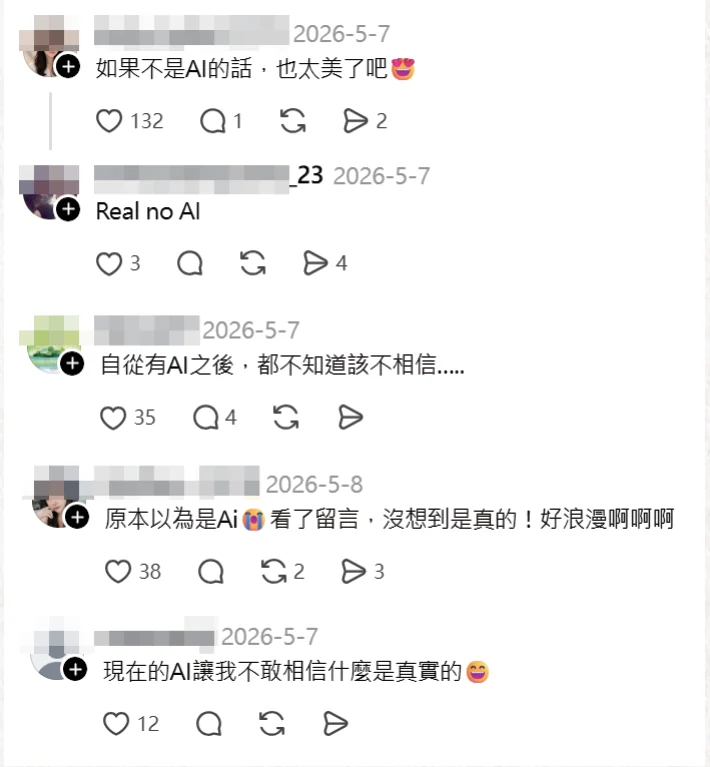 2026-5-7
如果不是AI的話，也太美了吧😍
132 1 2
_23 2026-5-7
Real no AI
3 4
2026-5-7
自從有AI之後，都不知道該不相信.....
35 4
2026-5-8
原本以為是Ai😭看了留言，沒想到是真的！好浪漫啊啊啊
38 2 3
2026-5-7
現在的AI讓我不敢相信什麼是真實的😄
12